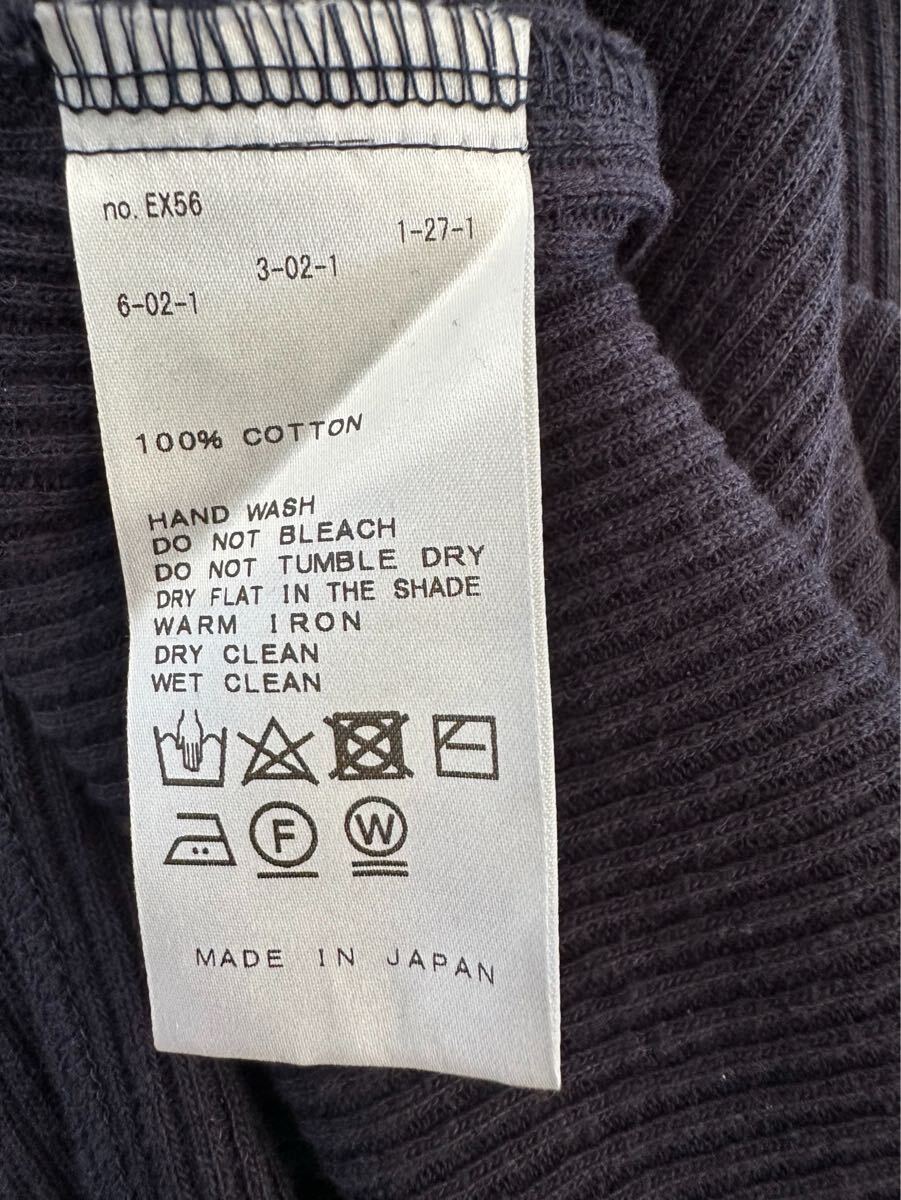 no. EX56
1-27-1
3-02-1
6-02-1
100% COTTON
HAND WASH
DO NOT BLEACH
DO NOT TUMBLE DRY
DRY FLAT IN THE SHADE
WARM IRON
DRY CLEAN
WET CLEAN
F W
MADE IN JAPAN